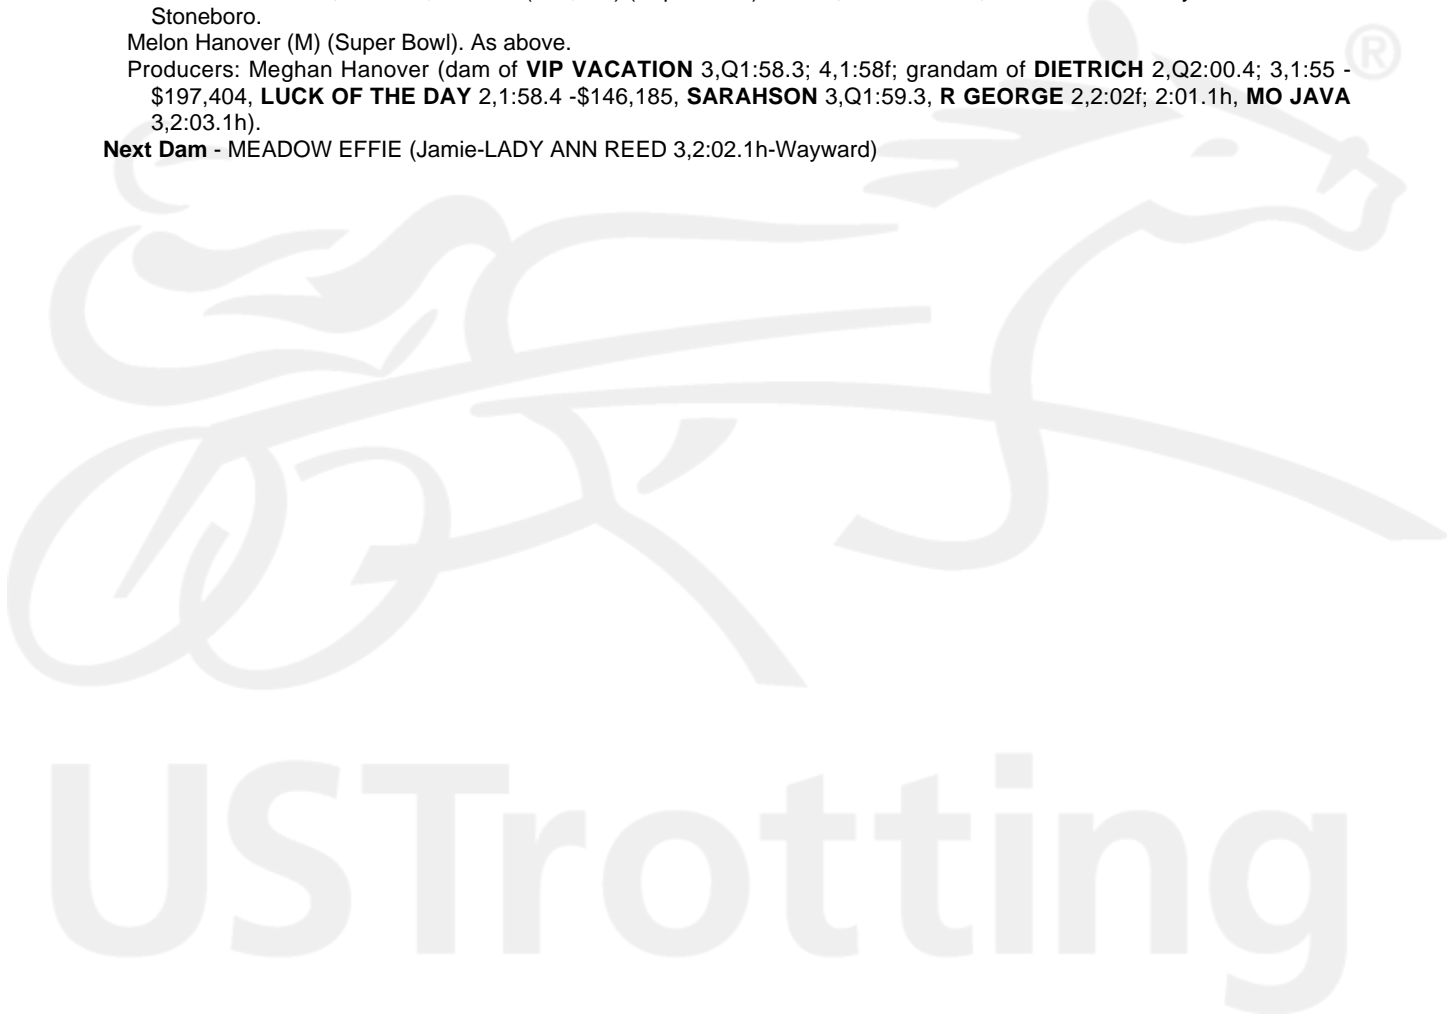 Stoneboro.
Melon Hanover (M) (Super Bowl). As above.
Producers: Meghan Hanover (dam of VIP VACATION 3,Q1:58.3; 4,1:58f; grandam of DIETRICH 2,Q2:00.4; 3,1:55 -
$197,404, LUCK OF THE DAY 2,1:58.4 -$146,185, SARAHSON 3,Q1:59.3, R GEORGE 2,2:02f; 2:01.1h, MO JAVA
3,2:03.1h).
Next Dam - MEADOW EFFIE (Jamie-LADY ANN REED 3,2:02.1h-Wayward)
®
USTrotting